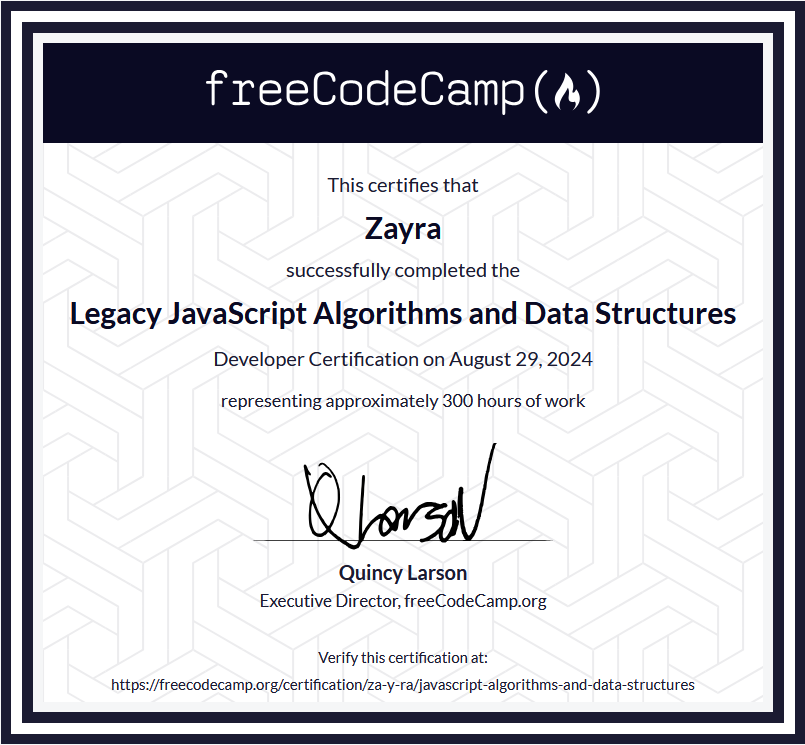 freeCodeCamp(🔥)
This certifies that
Zayra
successfully completed the
Legacy JavaScript Algorithms and Data Structures
Developer Certification on August 29, 2024
representing approximately 300 hours of work
Q Larson
Quincy Larson
Executive Director, freeCodeCamp.org
Verify this certification at:
https://freecodecamp.org/certification/za-y-ra/javascript-algorithms-and-data-structures